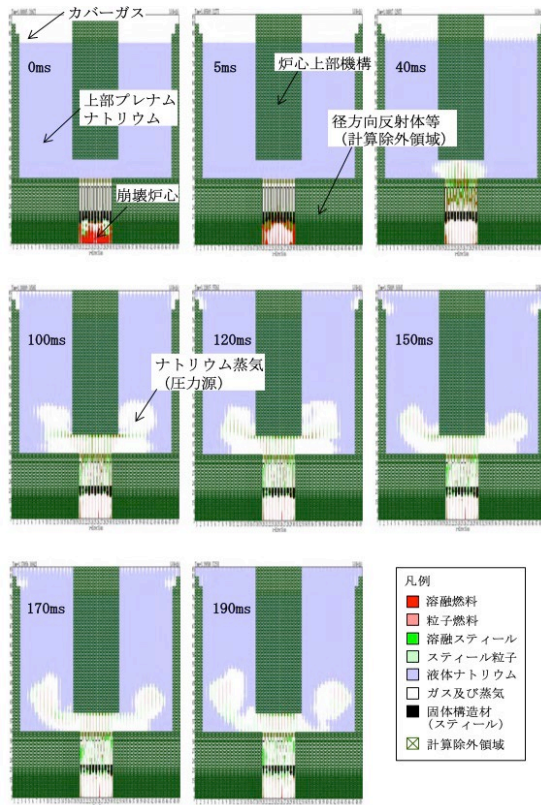 カバーガス
0ms
上部プレナム
ナトリウム
崩壊炉心
5ms
炉心上部機構
径方向反射体等
(計算除外領域)
40ms
100ms
ナトリウム蒸気
(圧力源)
120ms
150ms
170ms
190ms
凡例
溶融燃料
粒子燃料
溶融スティール
スティール粒子
液体ナトリウム
ガス及び蒸気
固体構造材
(スティール)
計算除外領域